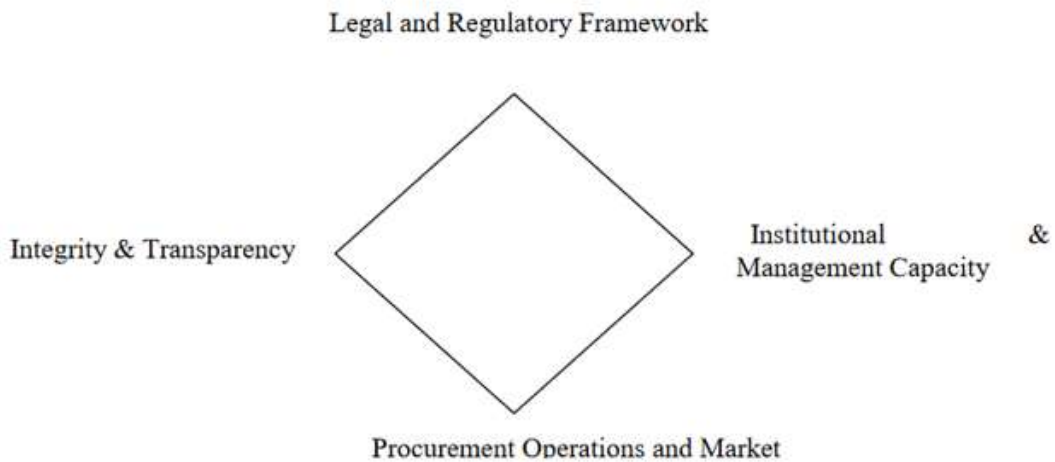 Legal and Regulatory Framework
Integrity & Transparency
Institutional &
Management Capacity
Procurement Operations and Market